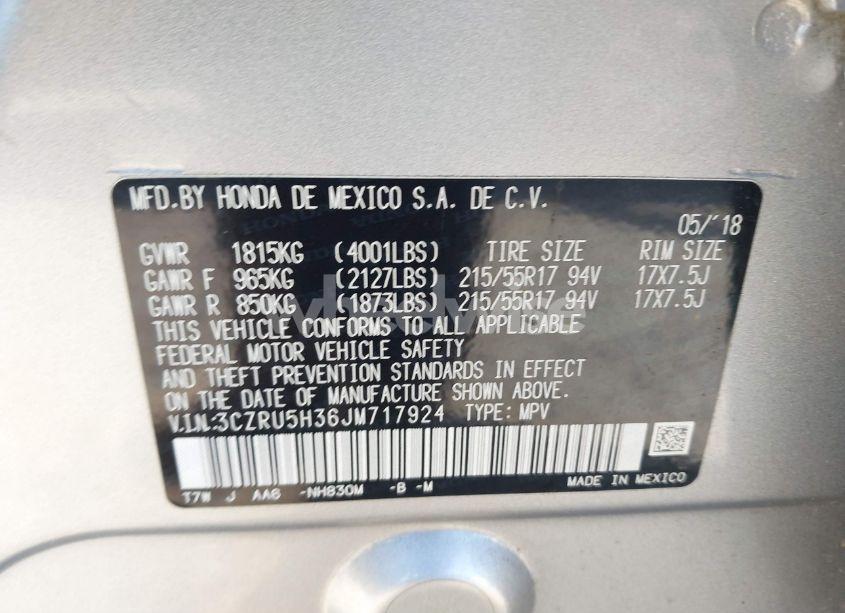 MFD.BY HONDA DE MEXICO S.A. DE C.V.
05/'18
GVWR 1815KG (4001LBS) TIRE SIZE RIM SIZE
GAWR F 965KG (2127LBS) 215/55R17 94V 17X7.5J
GAWR R 850KG (1873LBS) 215/55R17 94V 17X7.5J
THIS VEHICLE CONFORMS TO ALL APPLICABLE
FEDERAL MOTOR VEHICLE SAFETY
AND THEFT PREVENTION STANDARDS IN EFFECT
ON THE DATE OF MANUFACTURE SHOWN ABOVE.
V.I.N.:3CZRU5H36JM717924 TYPE: MPV
T7W J AA6 -NH830M -B -M MADE IN MEXICO